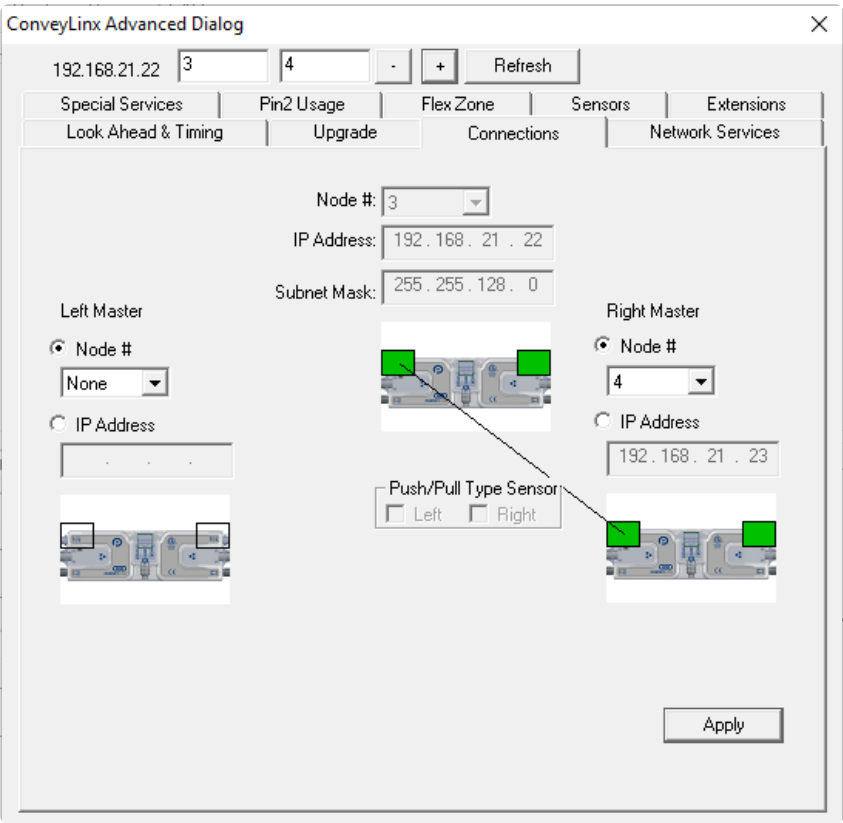 ConveyLinx Advanced Dialog
192.168.21.22 3 4 - + Refresh
Special Services Pin2 Usage Flex Zone Sensors Extensions
Look Ahead & Timing Upgrade Connections Network Services
Node #: 3
IP Address: 192 . 168 . 21 . 22
Subnet Mask: 255 . 255 . 128 . 0
Left Master
Node #
None
IP Address
. . .
Right Master
Node #
4
IP Address
192 . 168 . 21 . 23
Push/Pull Type Sensor
Left Right
Apply